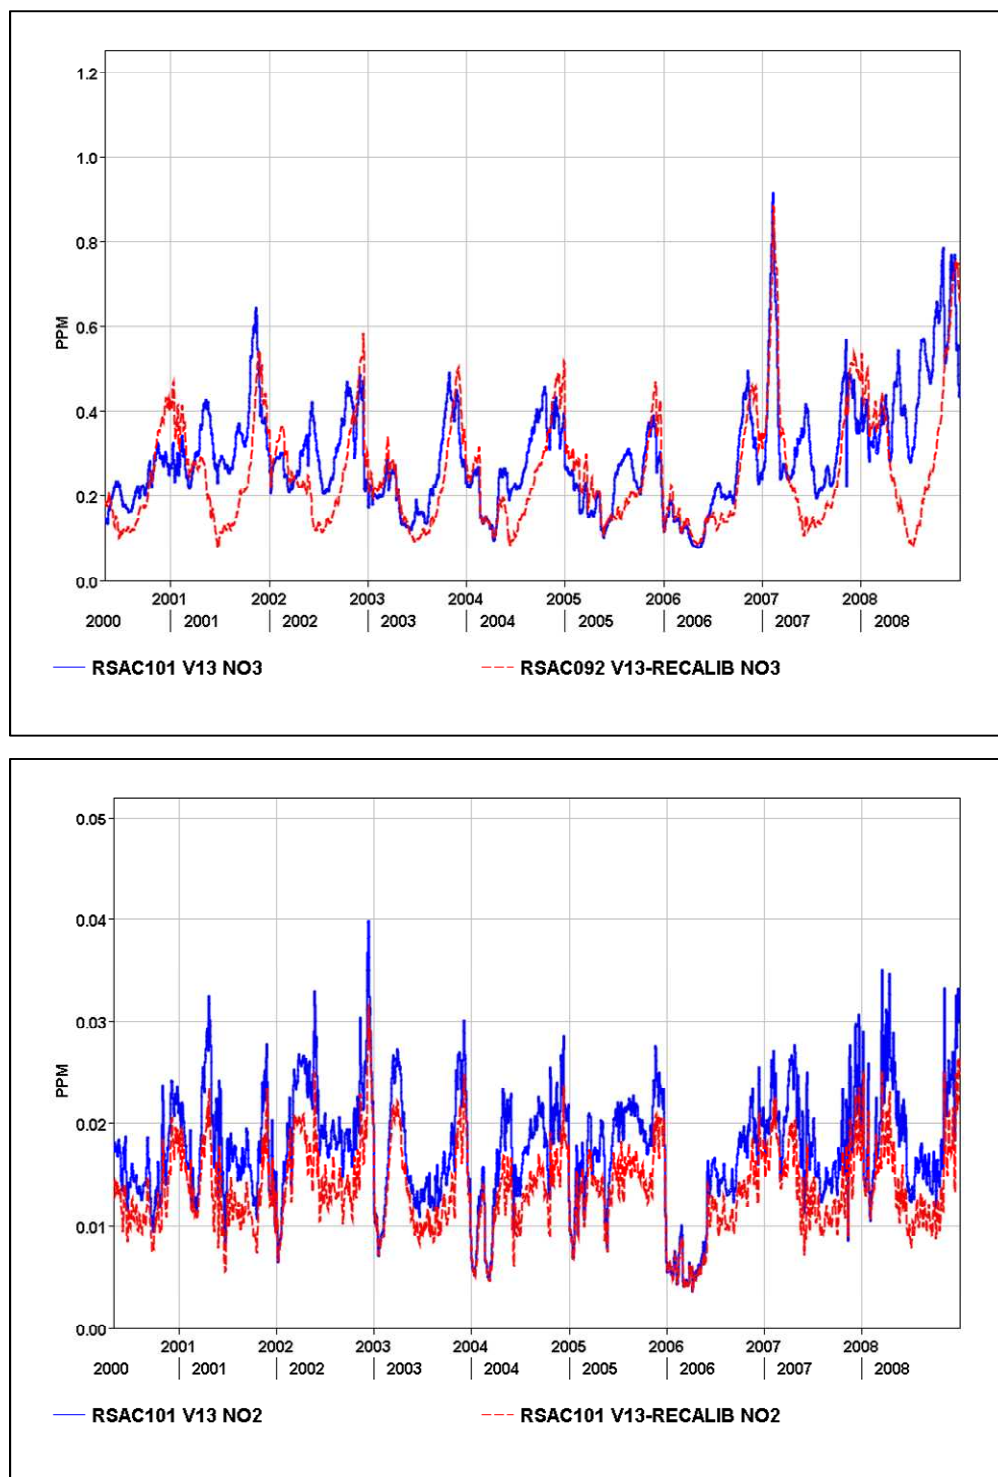 1.2
1.0
0.8
0.6
0.4
0.2
0.0
PPM
2001 2002 2003 2004 2005 2006 2007 2008
2000 2001 2002 2003 2004 2005 2006 2007 2008
RSAC101 V13 NO3 RSAC092 V13-RECALIB NO3
0.05
0.04
0.03
0.02
0.01
0.00
PPM
2001 2002 2003 2004 2005 2006 2007 2008
2000 2001 2002 2003 2004 2005 2006 2007 2008
RSAC101 V13 NO2 RSAC101 V13-RECALIB NO2